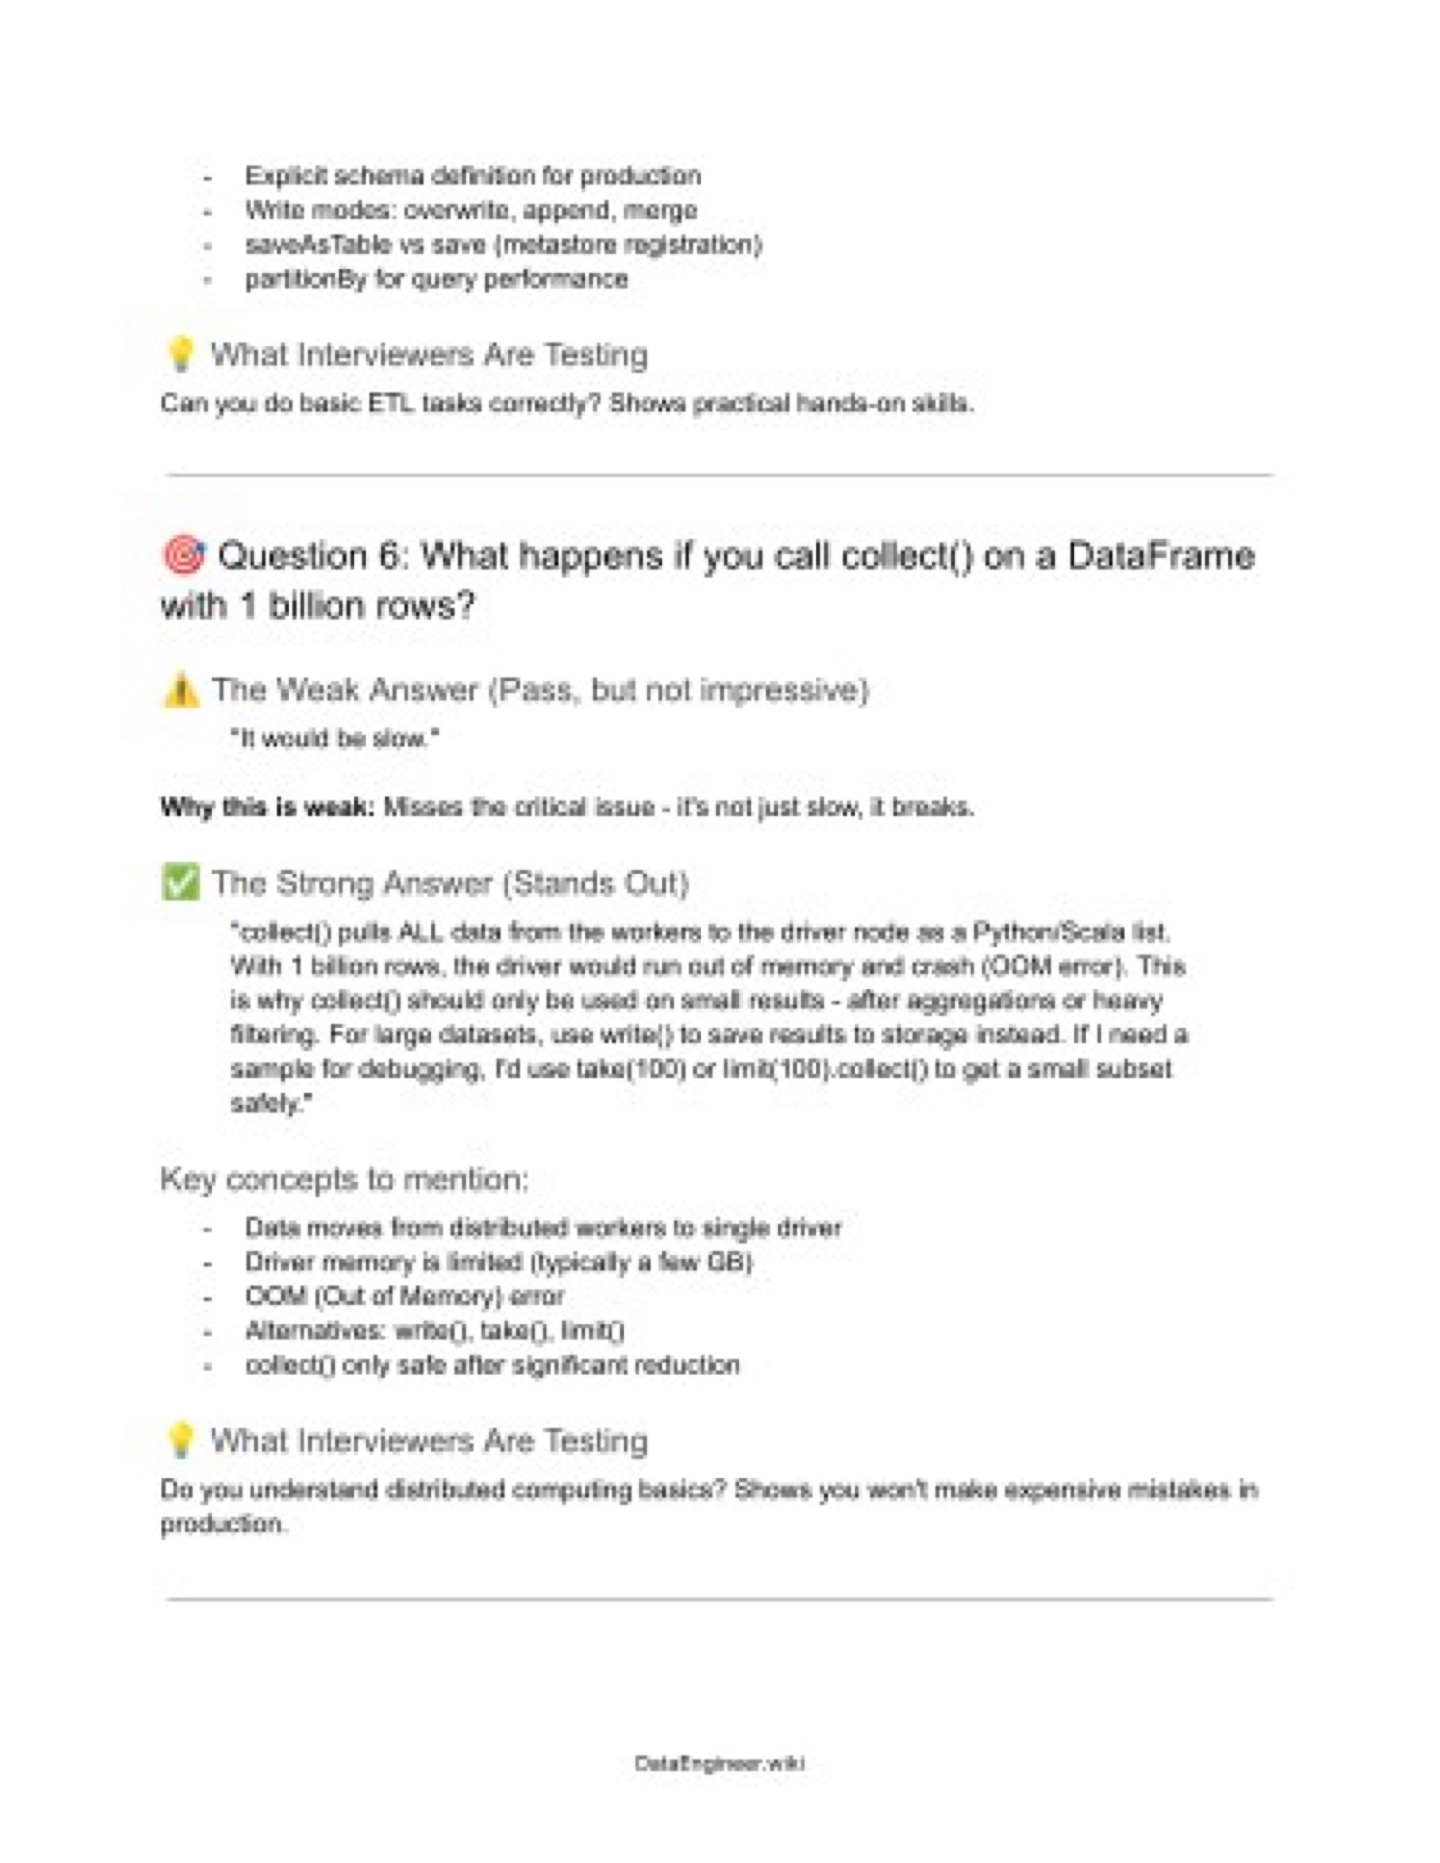 - Explicit schema definition for production
- Write modes: overwrite, append, merge
- saveAsTable vs save (metastore registration)
- partitionBy for query performance
💡 What Interviewers Are Testing
Can you do basic ETL tasks correctly? Shows practical hands-on skills.
🎯 Question 6: What happens if you call collect() on a DataFrame
with 1 billion rows?
⚠️ The Weak Answer (Pass, but not impressive)
"It would be slow."
Why this is weak: Misses the critical issue - it's not just slow, it breaks.
✅ The Strong Answer (Stands Out)
"collect() pulls ALL data from the workers to the driver node as a Python/Scala list.
With 1 billion rows, the driver would run out of memory and crash (OOM error). This
is why collect() should only be used on small results - after aggregations or heavy
filtering. For large datasets, use write() to save results to storage instead. If I need a
sample for debugging, I'd use take(100) or limit(100).collect() to get a small subset
safely."
Key concepts to mention:
- Data moves from distributed workers to single driver
- Driver memory is limited (typically a few GB)
- OOM (Out of Memory) error
- Alternatives: write(), take(), limit()
- collect() only safe after significant reduction
💡 What Interviewers Are Testing
Do you understand distributed computing basics? Shows you won't make expensive mistakes in
production.
DataEngineer.wiki